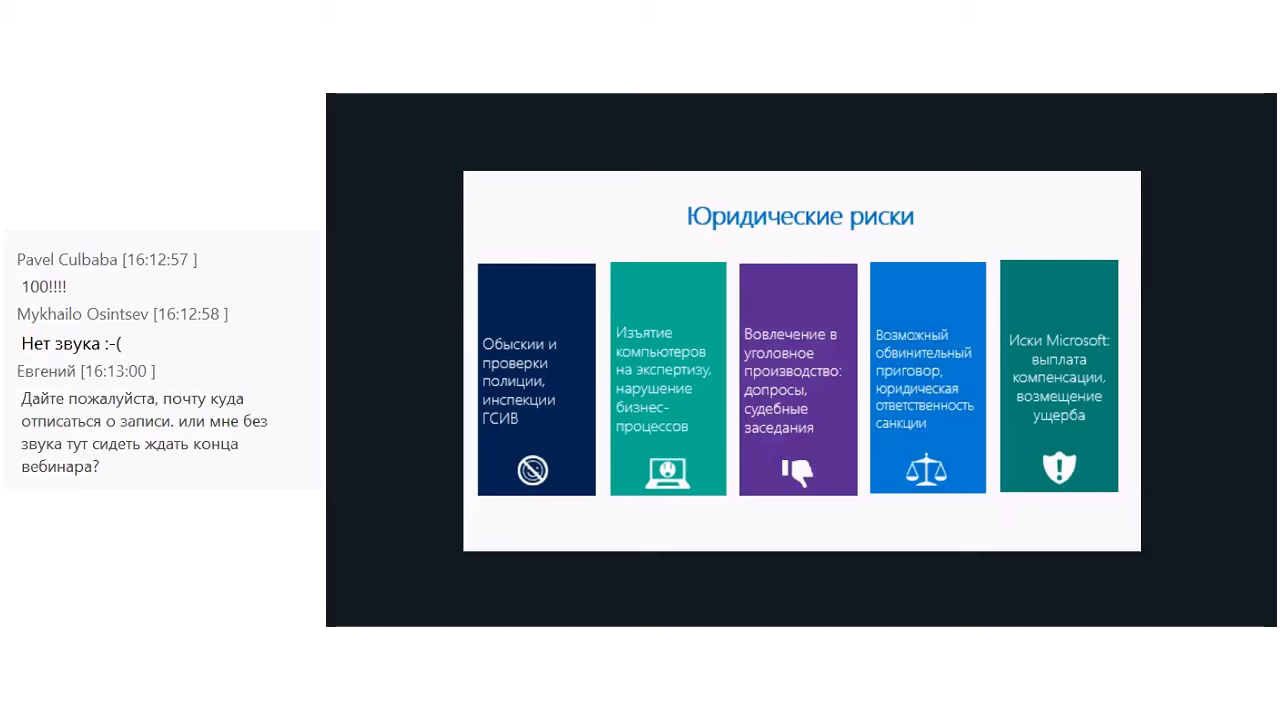 Pavel Culbaba [16:12:57 ]
100!!!!
Mykhailo Osintsev [16:12:58 ]
Нет звука :-(
Евгений [16:13:00 ]
Дайте пожалуйста, почту куда
отписаться о записи. или мне без
звука тут сидеть ждать конца
вебинара?
Юридические риски
Обыскии и
проверки
полиции,
инспекции
ГСИВ
Изъятие
компьютеров
на экспертизу,
нарушение
бизнес-
процессов
Вовлечение в
уголовное
производство:
допросы,
судебные
заседания
Возможный
обвинительный
приговор,
юридическая
ответственность
санкции
Иски Microsoft:
выплата
компенсации,
возмещение
ущерба